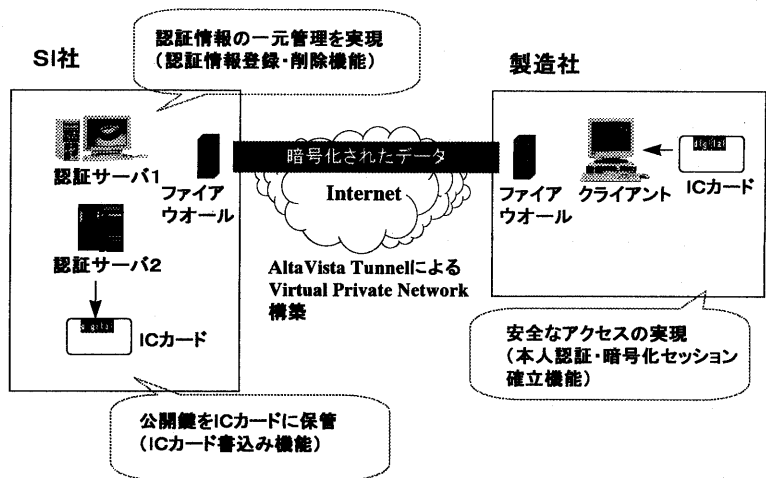 認証情報の一元管理を実現
(認証情報登録・削除機能)
SI社
製造社
認証サーバ1
ファイア
ウオール
暗号化されたデータ
Internet
ファイア
ウオール
クライアント
digital
ICカード
認証サーバ2
digital
ICカード
AltaVista Tunnelによる
Virtual Private Network
構築
安全なアクセスの実現
(本人認証・暗号化セッション
確立機能)
公開鍵をICカードに保管
(ICカード書込み機能)